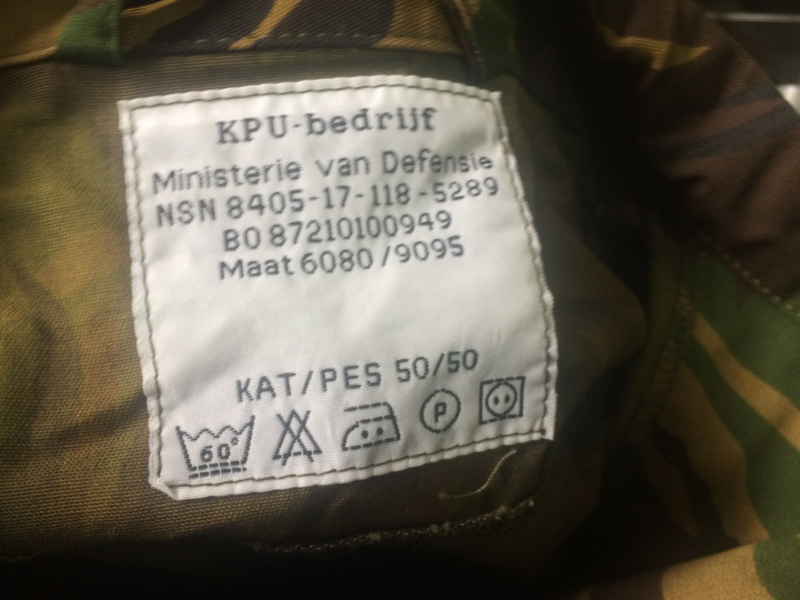 KPU-bedrijf
Ministerie van Defensie
NSN 8405-17-118-5289
BO 87210100949
Maat 6080/9095
KAT/PES 50/50
60°
P